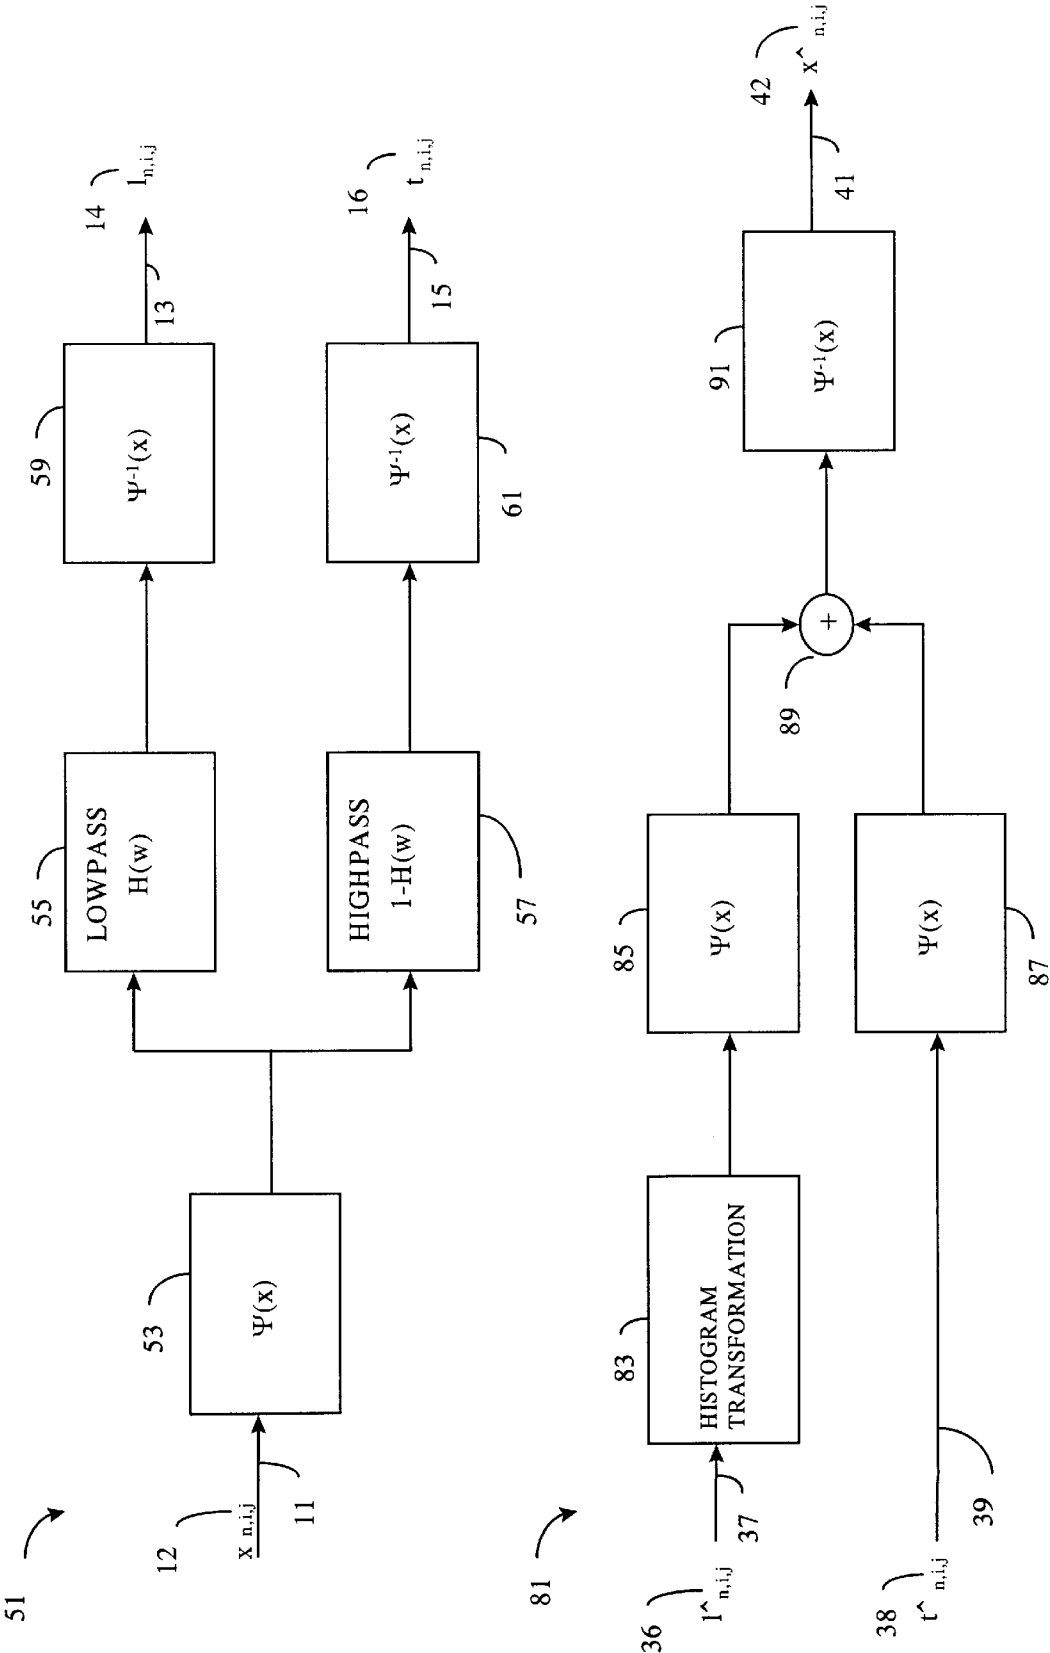 51
12
x n,i,j
11
53
Ψ(x)
55
LOWPASS
H(w)
HIGHPASS
1-H(w)
57
59
Ψ-1(x)
Ψ-1(x)
61
13
14
l n,i,j
15
16
t n,i,j
81
36
l^ n,i,j
37
83
HISTOGRAM
TRANSFORMATION
38
t^ n,i,j
39
85
Ψ(x)
Ψ(x)
87
89
+
91
Ψ-1(x)
41
42
x^ n,i,j